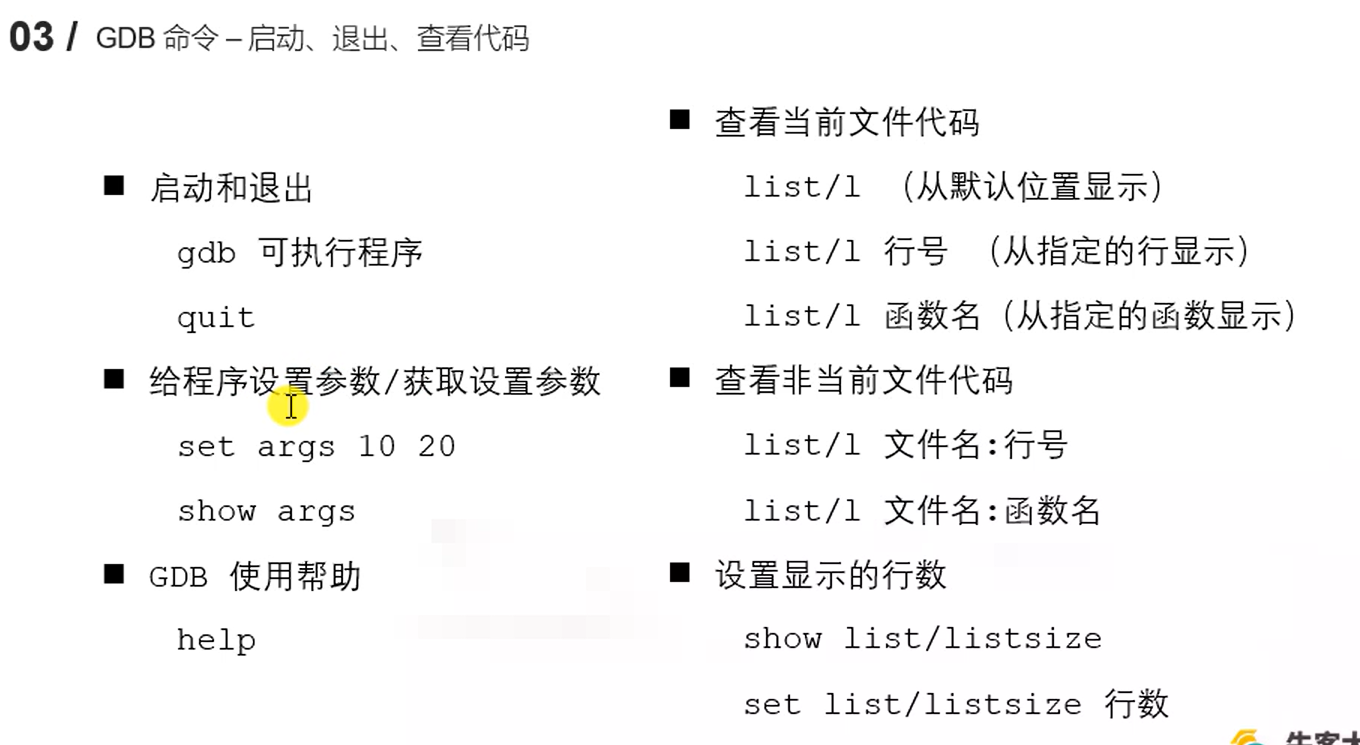 03 / GDB 命令 – 启动、退出、查看代码
■ 启动和退出
gdb 可执行程序
quit
■ 给程序设置参数/获取设置参数
set args 10 20
show args
■ GDB 使用帮助
help
■ 查看当前文件代码
list/l （从默认位置显示）
list/l 行号 （从指定的行显示）
list/l 函数名（从指定的函数显示）
■ 查看非当前文件代码
list/l 文件名:行号
list/l 文件名:函数名
■ 设置显示的行数
show list/listsize
set list/listsize 行数